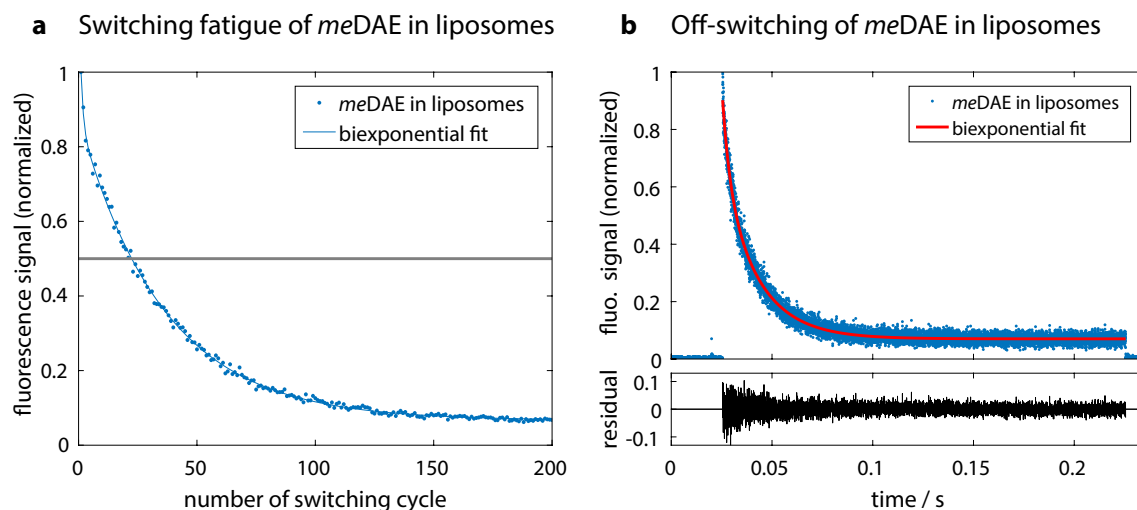 a Switching fatigue of meDAE in liposomes
fluorescence signal (normalized)
1
0.8
0.6
0.4
0.2
0
meDAE in liposomes
biexponential fit
0 50 100 150 200
number of switching cycle
b Off-switching of meDAE in liposomes
fluo. signal (normalized)
1
0.8
0.6
0.4
0.2
0
meDAE in liposomes
biexponential fit
residual
0.1
0
-0.1
0 0.05 0.1 0.15 0.2
time / s